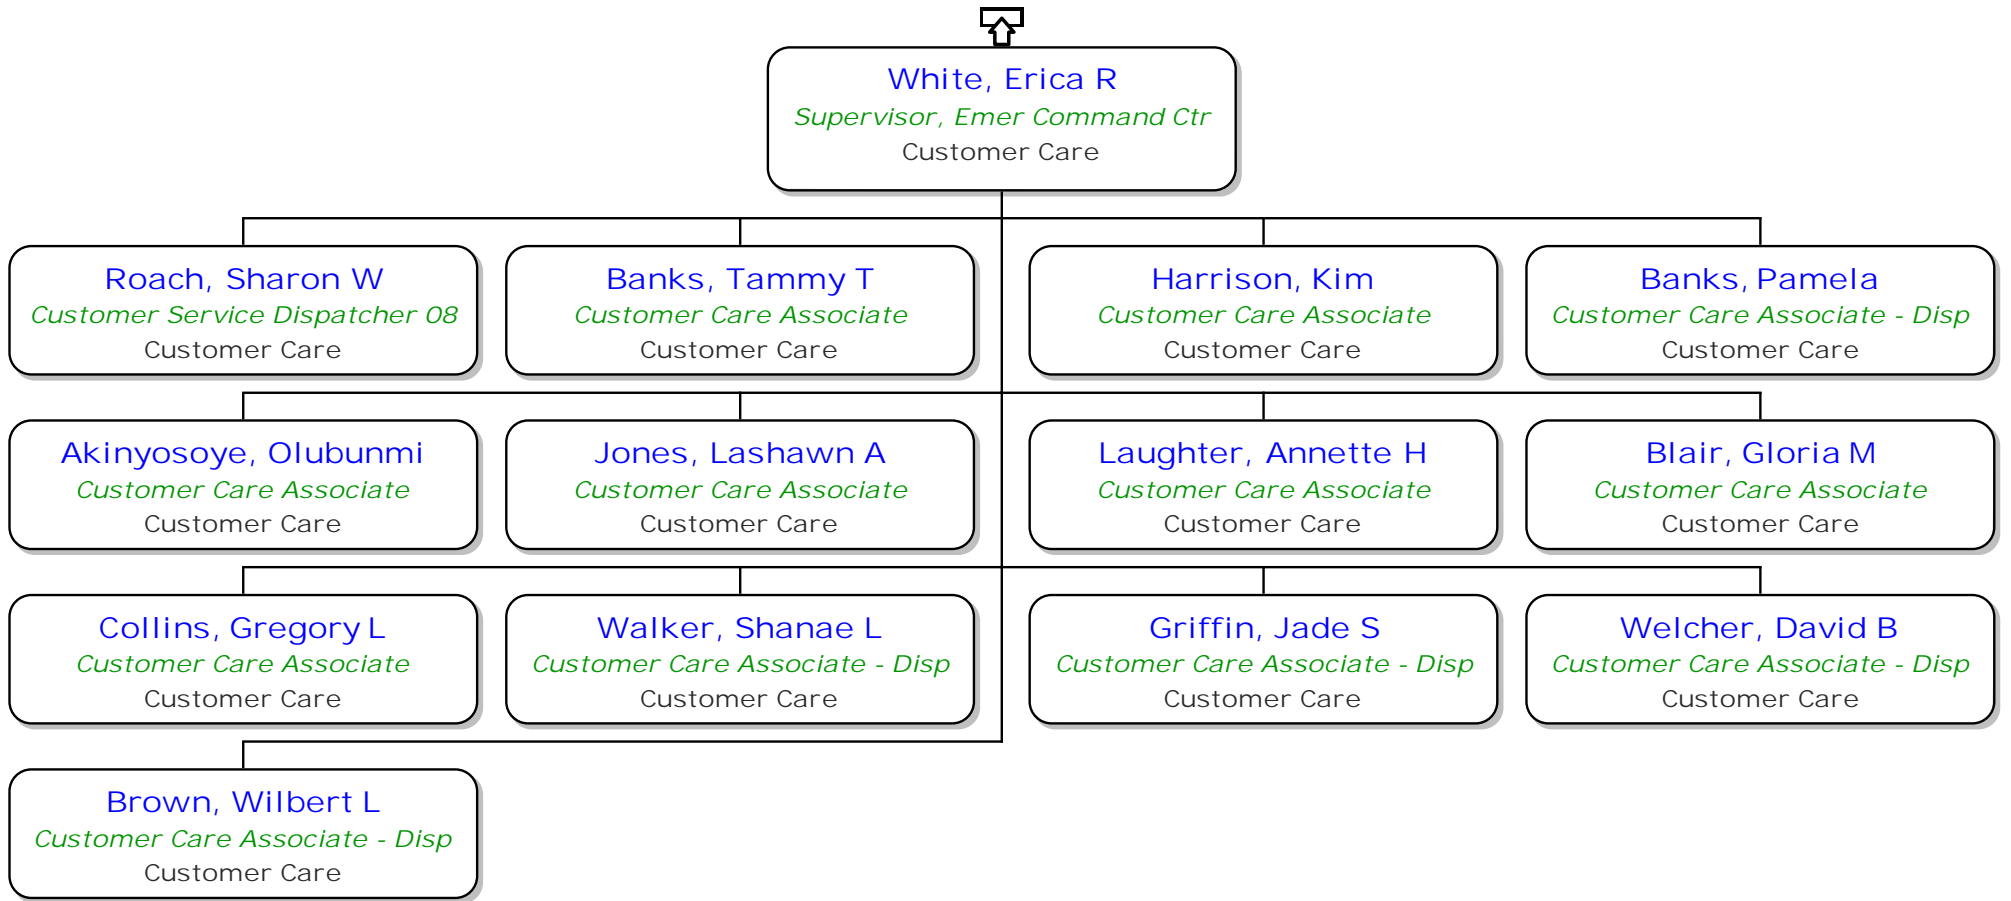 White, Erica R
Supervisor, Emer Command Ctr
Customer Care
Roach, Sharon W
Customer Service Dispatcher 08
Customer Care
Banks, Tammy T
Customer Care Associate
Customer Care
Harrison, Kim
Customer Care Associate
Customer Care
Banks, Pamela
Customer Care Associate - Disp
Customer Care
Akinyosoye, Olubunmi
Customer Care Associate
Customer Care
Jones, Lashawn A
Customer Care Associate
Customer Care
Laughter, Annette H
Customer Care Associate
Customer Care
Blair, Gloria M
Customer Care Associate
Customer Care
Collins, Gregory L
Customer Care Associate
Customer Care
Walker, Shanae L
Customer Care Associate - Disp
Customer Care
Griffin, Jade S
Customer Care Associate - Disp
Customer Care
Welcher, David B
Customer Care Associate - Disp
Customer Care
Brown, Wilbert L
Customer Care Associate - Disp
Customer Care